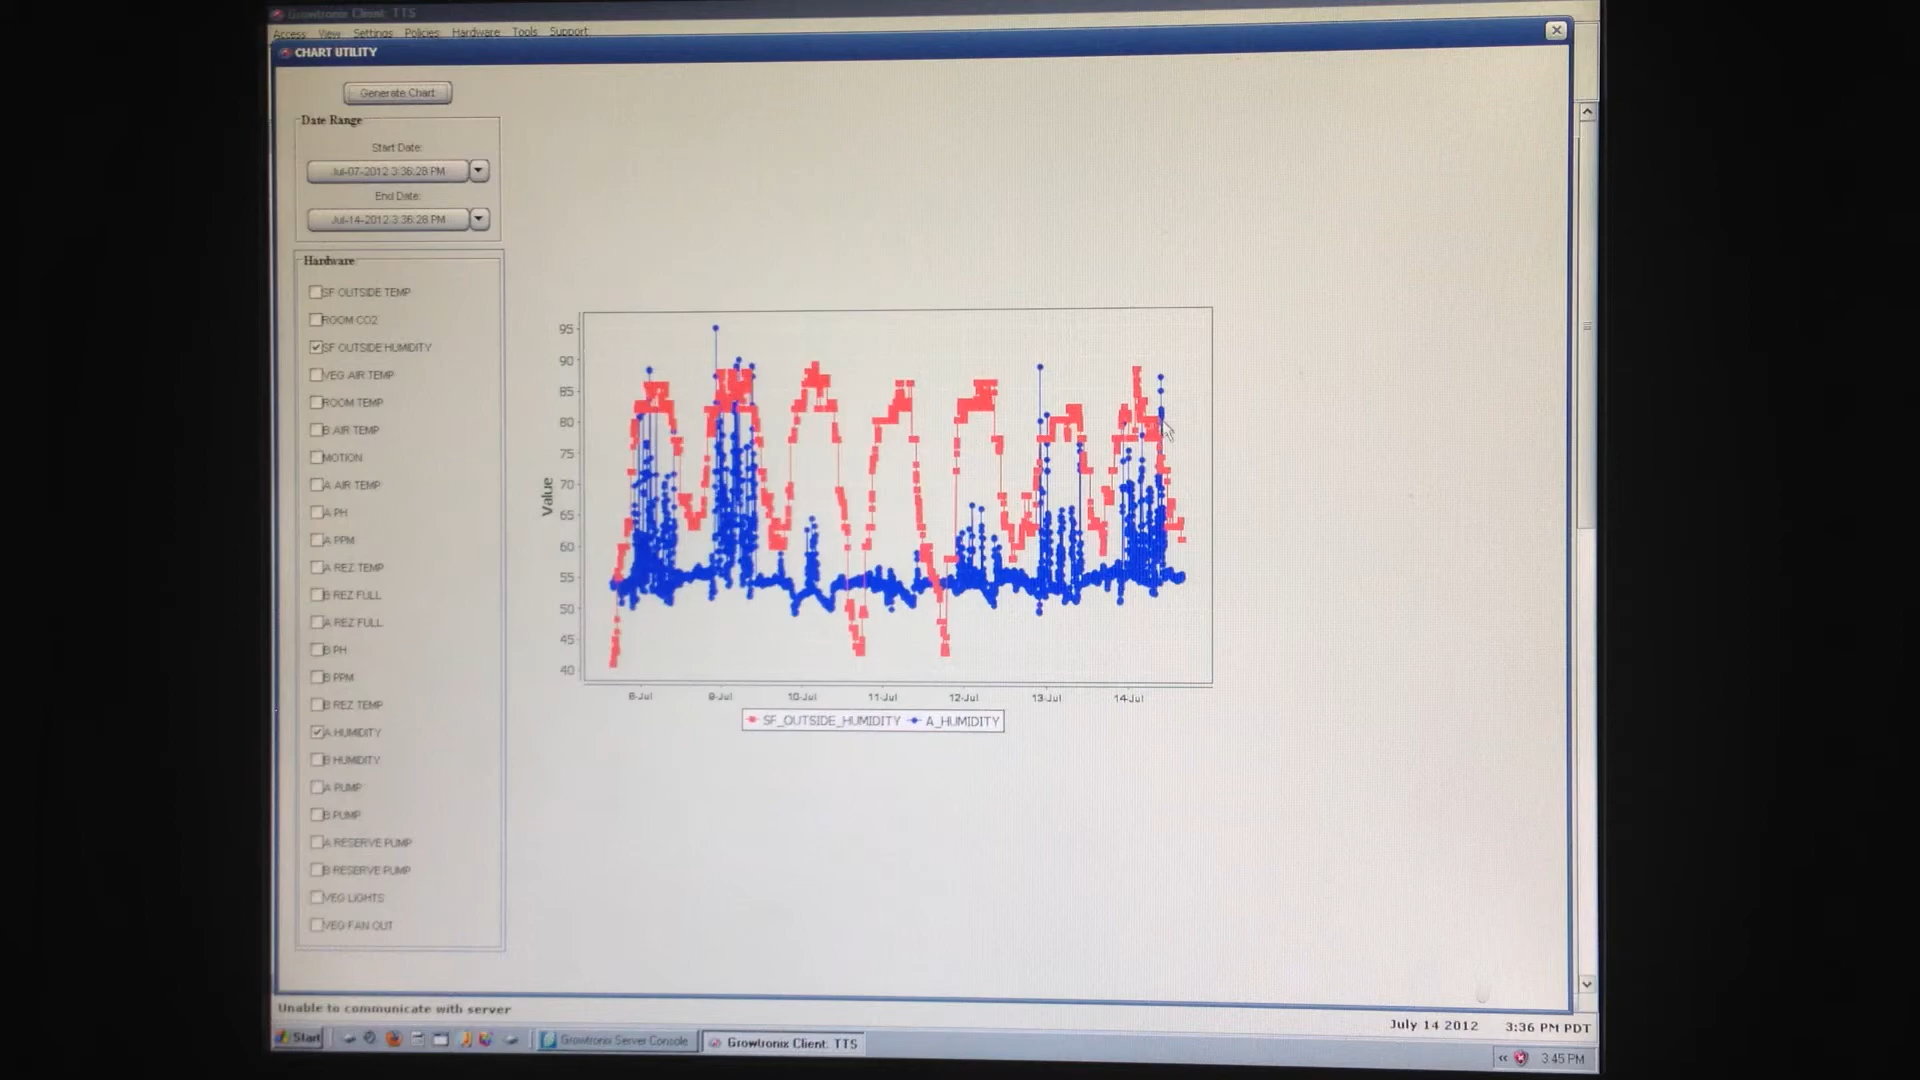 Growtronix Client: TTS
Access View Settings Policies Hardware Tools Support
CHART UTILITY
Generate Chart
Date Range
Start Date:
Jul-07-2012 3:36:28 PM
End Date:
Jul-14-2012 3:36:28 PM
Hardware
SF OUTSIDE TEMP
ROOM CO2
SF OUTSIDE HUMIDITY
VEG AIR TEMP
ROOM TEMP
B AIR TEMP
MOTION
A AIR TEMP
A PH
A PPM
A REZ TEMP
B REZ FULL
A REZ FULL
B PH
B PPM
B REZ TEMP
A HUMIDITY
B HUMIDITY
A PUMP
B PUMP
A RESERVE PUMP
B RESERVE PUMP
VEG LIGHTS
VEG FAN OUT
Value
95
90
85
80
75
70
65
60
55
50
45
40
8-Jul 9-Jul 10-Jul 11-Jul 12-Jul 13-Jul 14-Jul
SF_OUTSIDE_HUMIDITY A_HUMIDITY
Unable to communicate with server
July 14 2012 3:36 PM PDT
Start Growtronix Server Console Growtronix Client: TTS
« 3:45 PM